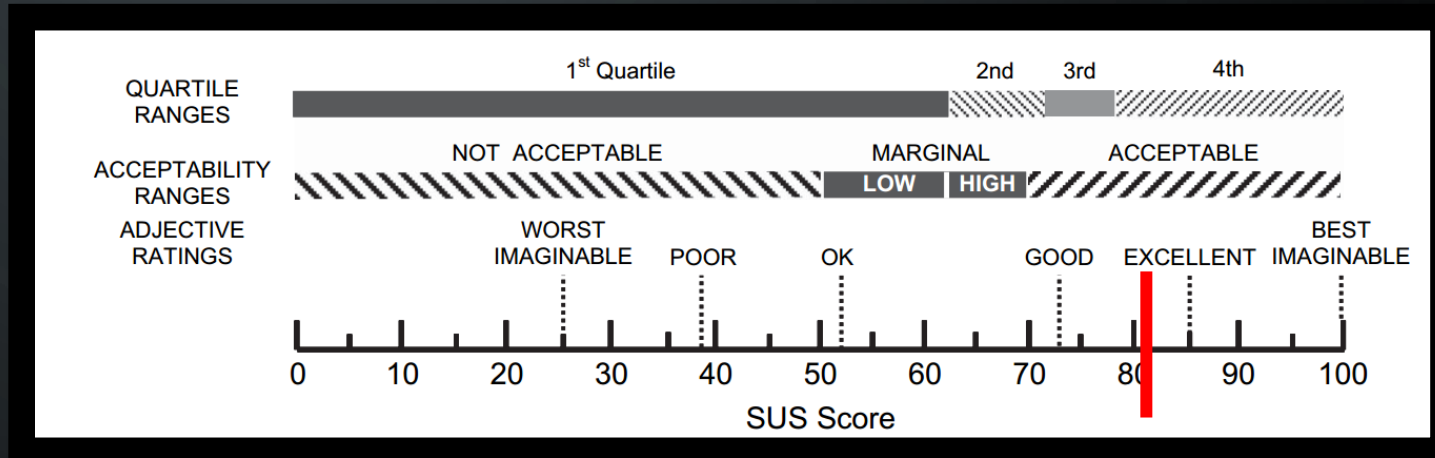 1st Quartile 2nd 3rd 4th
QUARTILE
RANGES
NOT ACCEPTABLE MARGINAL ACCEPTABLE
ACCEPTABILITY
RANGES
LOW HIGH
ADJECTIVE
RATINGS
WORST
IMAGINABLE
POOR
OK
GOOD
EXCELLENT
BEST
IMAGINABLE
0 10 20 30 40 50 60 70 80 90 100
SUS Score